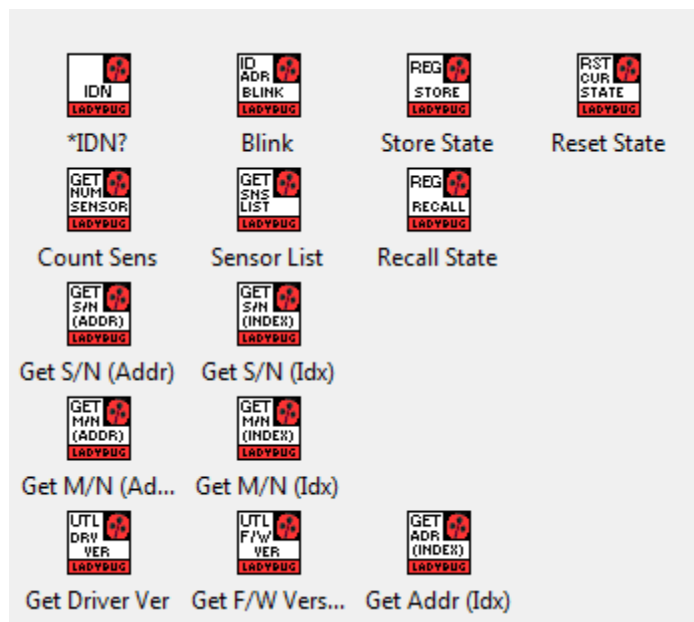 IDN
LADYBUG
*IDN?
ID
ADR
BLINK
LADYBUG
Blink
REG
STORE
LADYBUG
Store State
RST
CUR
STATE
LADYBUG
Reset State
GET
NUM
SENSOR
LADYBUG
Count Sens
GET
SNS
LIST
LADYBUG
Sensor List
REG
RECALL
LADYBUG
Recall State
GET
S/N
(ADDR)
LADYBUG
Get S/N (Addr)
GET
S/N
(INDEX)
LADYBUG
Get S/N (Idx)
GET
M/N
(ADDR)
LADYBUG
Get M/N (Ad...
GET
M/N
(INDEX)
LADYBUG
Get M/N (Idx)
UTL
DRV
VER
LADYBUG
Get Driver Ver
UTL
F/W
VER
LADYBUG
Get F/W Vers...
GET
ADR
(INDEX)
LADYBUG
Get Addr (Idx)